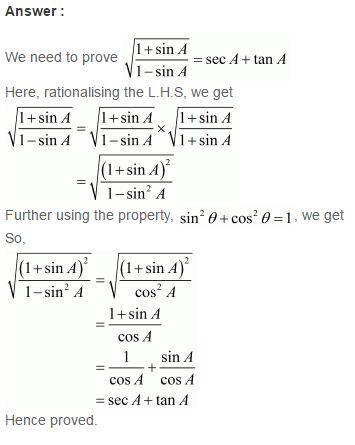 Answer :
We need to prove √((1+sin A)/(1−sin A)) = sec A + tan A
Here, rationalising the L.H.S, we get
√((1+sin A)/(1−sin A)) = √((1+sin A)/(1−sin A)) × √((1+sin A)/(1+sin A))
= √((1+sin A)²/(1−sin² A))
Further using the property, sin² θ + cos² θ = 1, we get
So,
√((1+sin A)²/(1−sin² A)) = √((1+sin A)²/cos² A)
= (1+sin A)/cos A
= 1/cos A + sin A/cos A
= sec A + tan A
Hence proved.